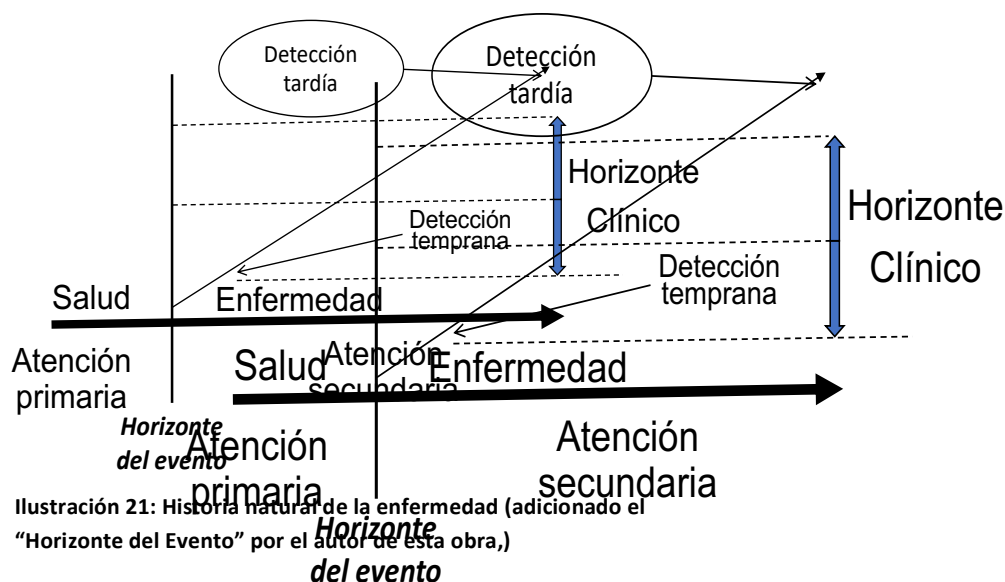 Detección
tardía
Detección
tardía
Horizonte
Clínico
Detección
temprana
Horizonte
Clínico
Detección
temprana
Salud
Enfermedad
Atención
primaria
Atención
secundaria
Horizonte
del evento
Salud
Enfermedad
Atención
primaria
Atención
secundaria
Horizonte
del evento
Ilustración 21: Historia natural de la enfermedad (adicionado el
“Horizonte del Evento” por el autor de esta obra,)